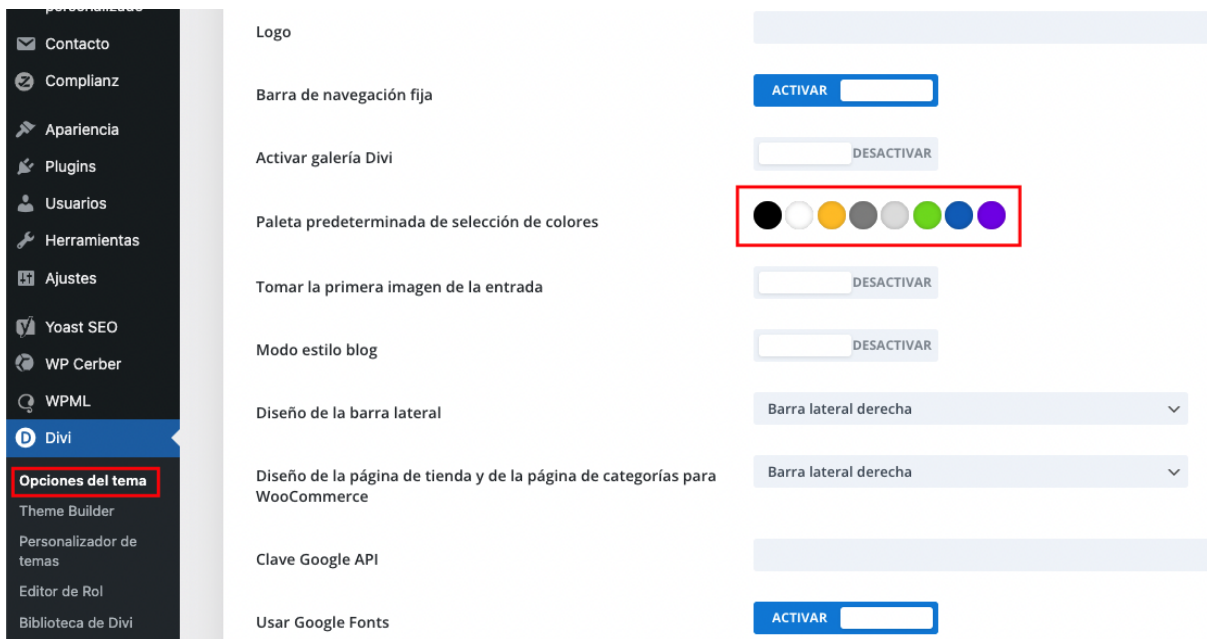 personalizado
Contacto
Complianz
Apariencia
Plugins
Usuarios
Herramientas
Ajustes
Yoast SEO
WP Cerber
WPML
Divi
Opciones del tema
Theme Builder
Personalizador de
temas
Editor de Rol
Biblioteca de Divi
Logo
Barra de navegación fija
ACTIVAR
Activar galería Divi
DESACTIVAR
Paleta predeterminada de selección de colores
Tomar la primera imagen de la entrada
DESACTIVAR
Modo estilo blog
DESACTIVAR
Diseño de la barra lateral
Barra lateral derecha
Diseño de la página de tienda y de la página de categorías para
WooCommerce
Barra lateral derecha
Clave Google API
Usar Google Fonts
ACTIVAR